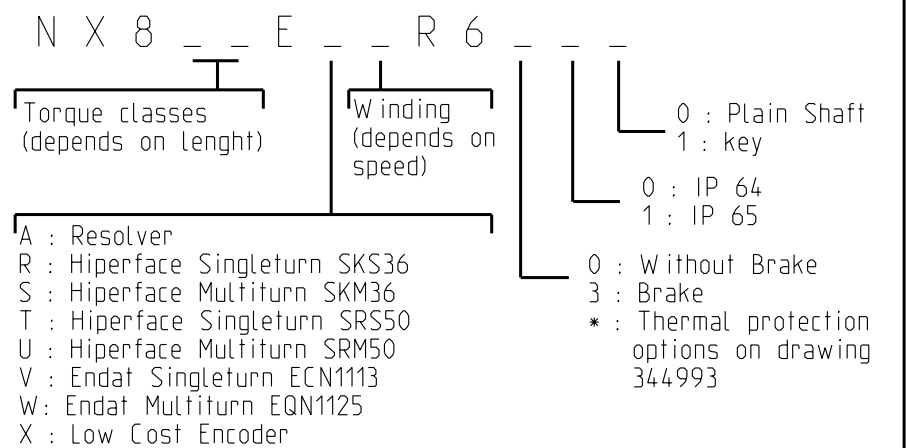 N X 8 _ _ E _ _ R 6 _ _ _
Torque classes
(depends on lenght)
Winding
(depends on
speed)
0 : Plain Shaft
1 : key
0 : IP 64
1 : IP 65
A : Resolver
R : Hiperface Singleturn SKS36
S : Hiperface Multiturn SKM36
T : Hiperface Singleturn SRS50
U : Hiperface Multiturn SRM50
V : Endat Singleturn ECN1113
W: Endat Multiturn EQN1125
X : Low Cost Encoder
0 : Without Brake
3 : Brake
* : Thermal protection
options on drawing
344993